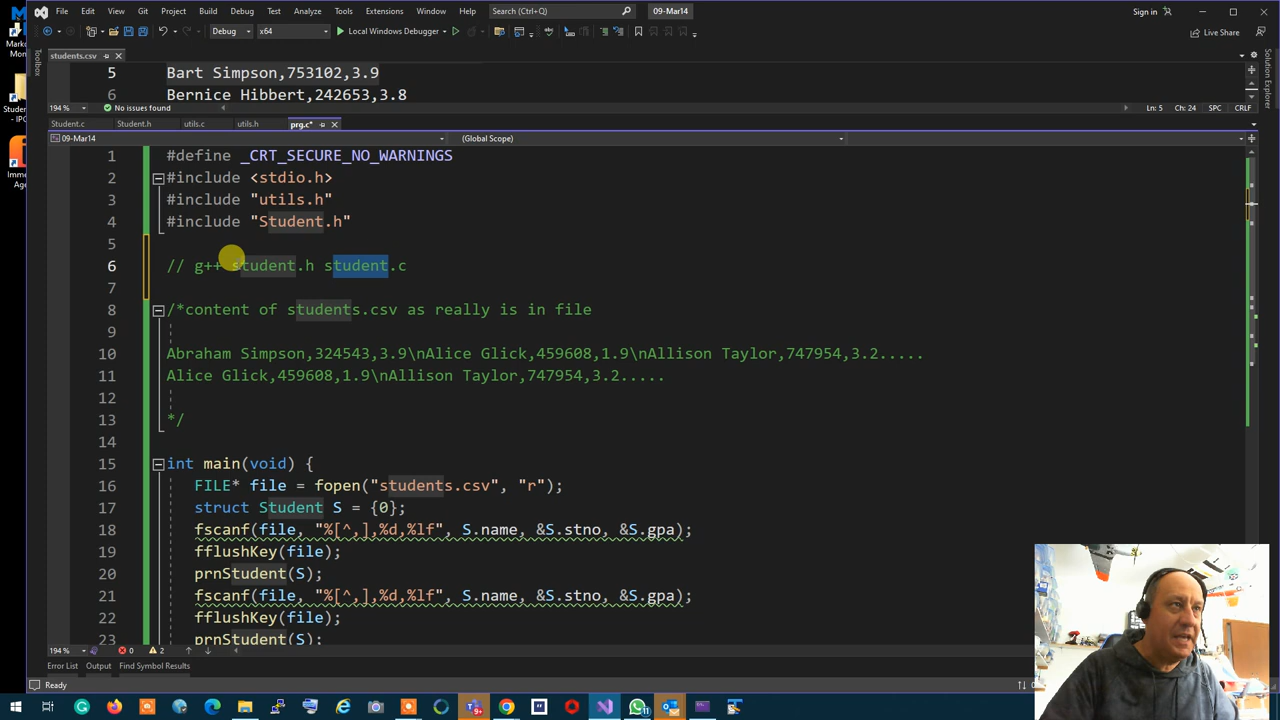 File Edit View Git Project Build Debug Test Analyze Tools Extensions Window Help Search (Ctrl+Q) 09-Mar14 Sign in
Debug x64 Local Windows Debugger Live Share
students.csv
Toolbox
Solution Explorer
5 Bart Simpson,753102,3.9
6 Bernice Hibbert,242653,3.8
194 % No issues found Ln: 5 Ch: 24 SPC CRLF
Student.c Student.h utils.c utils.h prg.c*
09-Mar14 (Global Scope)
1 #define _CRT_SECURE_NO_WARNINGS
2 #include <stdio.h>
3 #include "utils.h"
4 #include "Student.h"
5
6 // g++ student.h student.c
7
8 /*content of students.csv as really is in file
9
10 Abraham Simpson,324543,3.9\nAlice Glick,459608,1.9\nAllison Taylor,747954,3.2.....
11 Alice Glick,459608,1.9\nAllison Taylor,747954,3.2.....
12
13 */
14
15 int main(void) {
16 FILE* file = fopen("students.csv", "r");
17 struct Student S = {0};
18 fscanf(file, "%[^,],%d,%lf", S.name, &S.stno, &S.gpa);
19 fflushKey(file);
20 prnStudent(S);
21 fscanf(file, "%[^,],%d,%lf", S.name, &S.stno, &S.gpa);
22 fflushKey(file);
23 prnStudent(S);
194 % 0 2
Error List Output Find Symbol Results
Ready